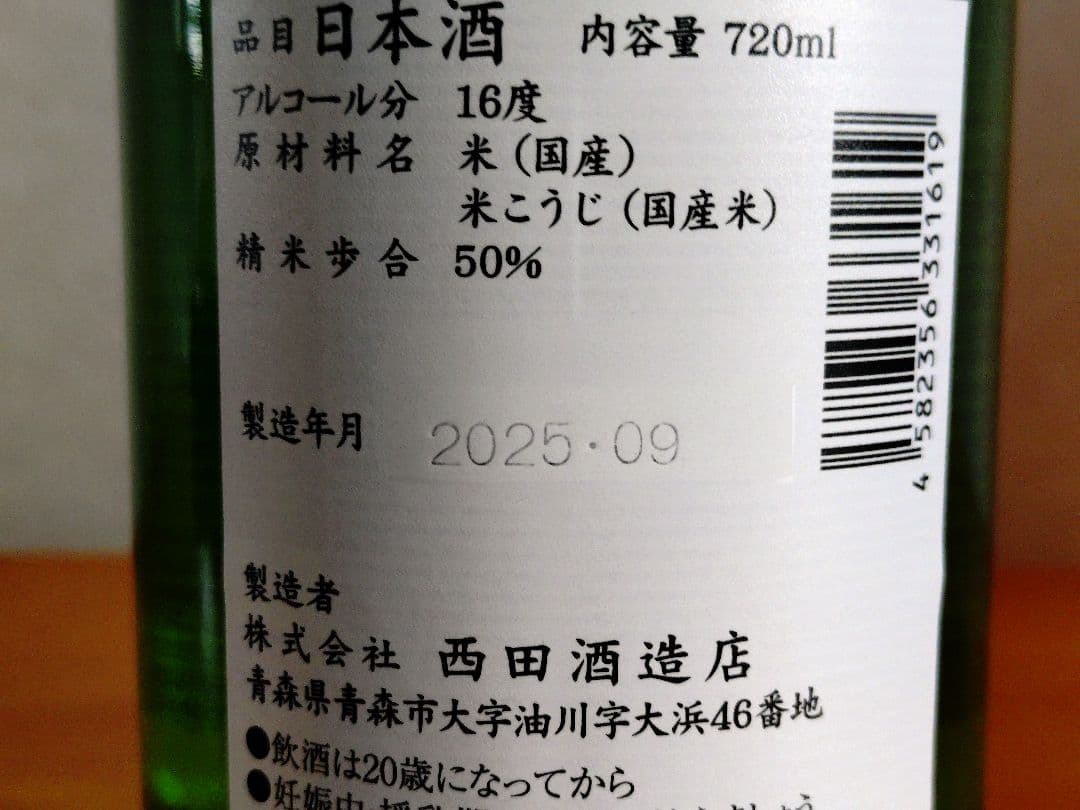 品目 日本酒 内容量 720ml
アルコール分 16度
原材料名 米（国産）
米こうじ（国産米）
精米歩合 50%
製造年月 2025・09
製造者
株式会社 西田酒造店
青森県青森市大字油川字大浜46番地
●飲酒は20歳になってから
●妊娠中
4582356331619